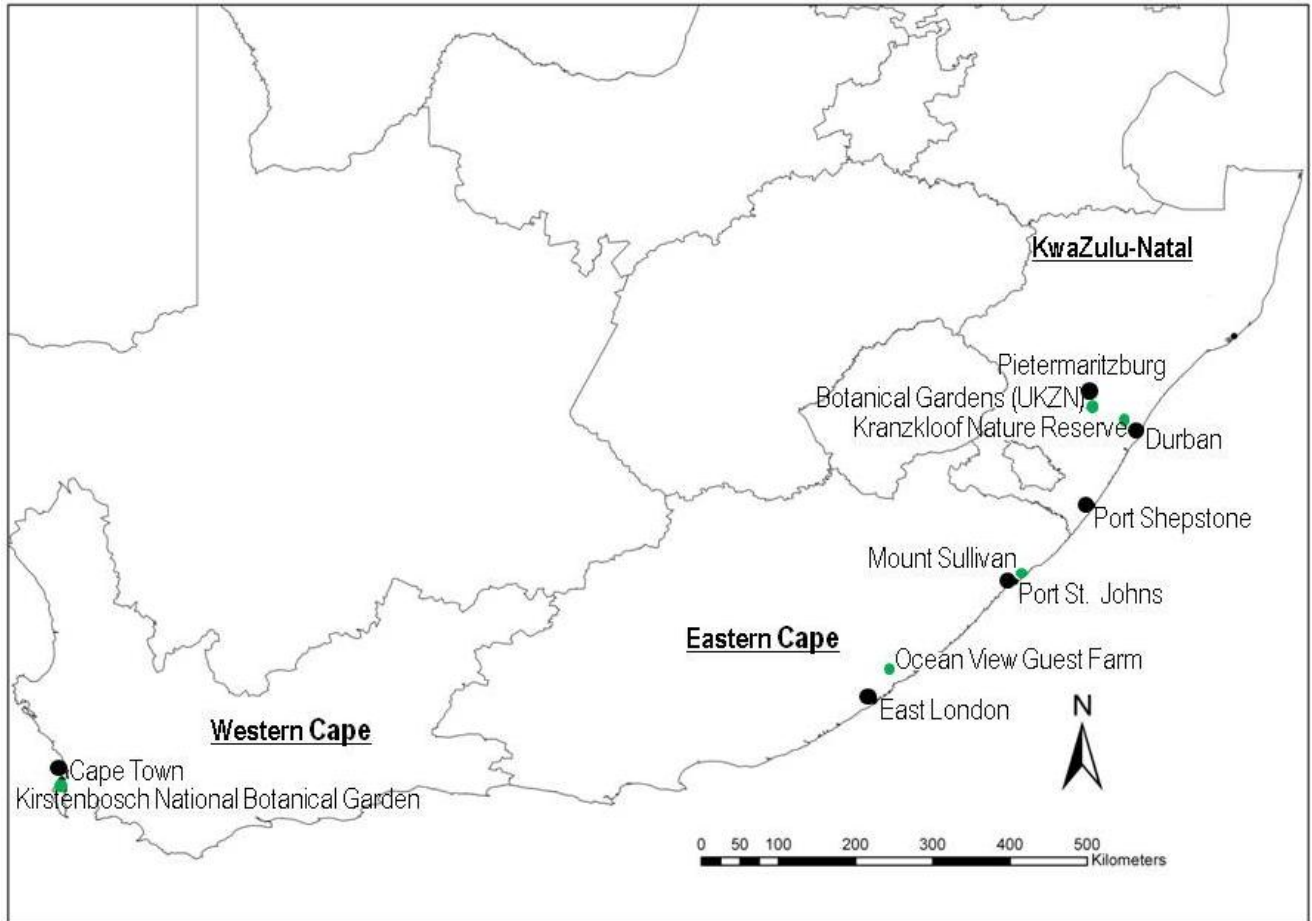 KwaZulu-Natal
Pietermaritzburg
Botanical Gardens (UKZN)
Kranzkloof Nature Reserve
Durban
Port Shepstone
Mount Sullivan
Port St. Johns
Eastern Cape
Ocean View Guest Farm
East London
Western Cape
Cape Town
Kirstenbosch National Botanical Garden
N
0 50 100 200 300 400 500
Kilometers